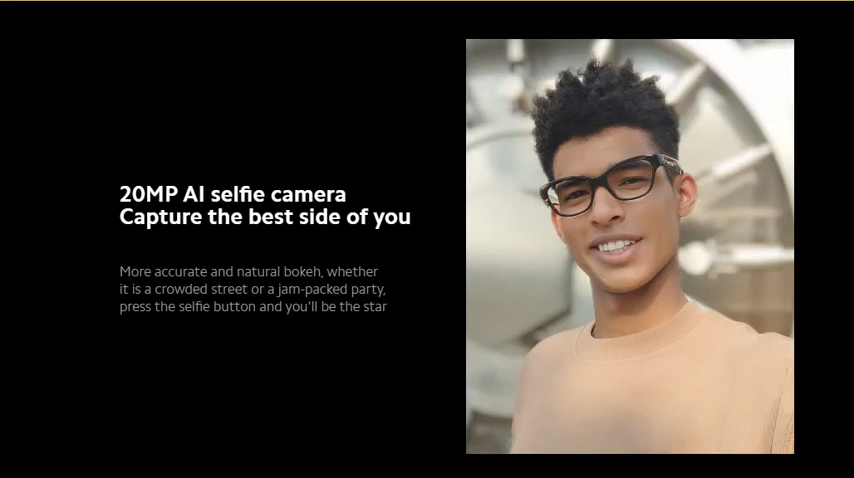 20MP AI selfie camera
Capture the best side of you
More accurate and natural bokeh, whether
it is a crowded street or a jam-packed party,
press the selfie button and you'll be the star